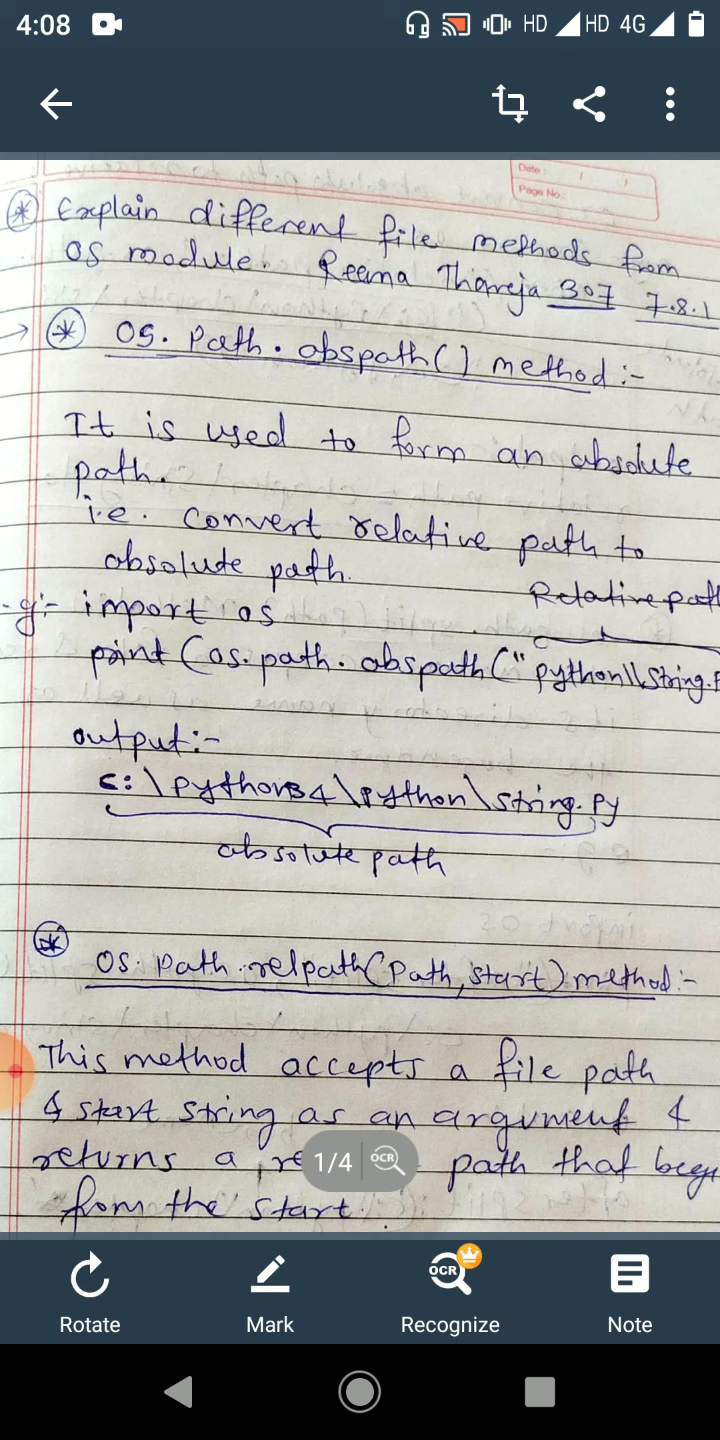 4:08 HD HD 4G
Date:
Page No:
Explain different file methods from
OS module. Reema Thareja 307 7.8.1
→ OS. Path. abspath() method :-
It is used to form an absolute
path.
i.e. convert relative path to
absolute path.
Relative path
.g:- import os
print (os. path. abspath("python\\string.p
output:-
C:\Python34\Python\string.py
absolute path
OS. Path. relpath(Path, start) method:-
This method accepts a file path
& start string as an argument &
returns a re path that beg
from the start.
1/4 OCR
OCR
Rotate Mark Recognize Note